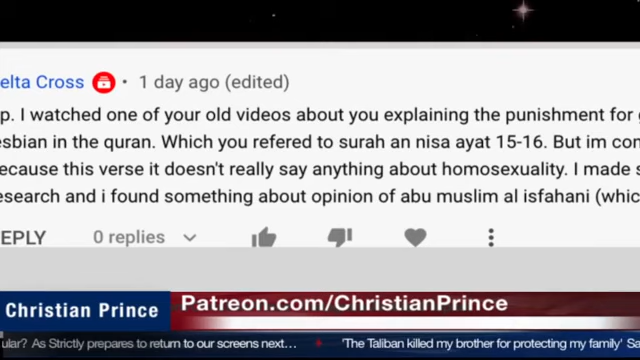 elta Cross • 1 day ago (edited)
p. I watched one of your old videos about you explaining the punishment for
esbian in the quran. Which you refered to surah an nisa ayat 15-16. But im
ecause this verse it doesn't really say anything about homosexuality. I made
esearch and i found something about opinion of abu muslim al isfahani
EPLY 0 replies
Christian Prince
Patreon.com/ChristianPrince
ular? As Strictly prepares to return to our screens next... 'The Taliban killed my brother for protecting my family'